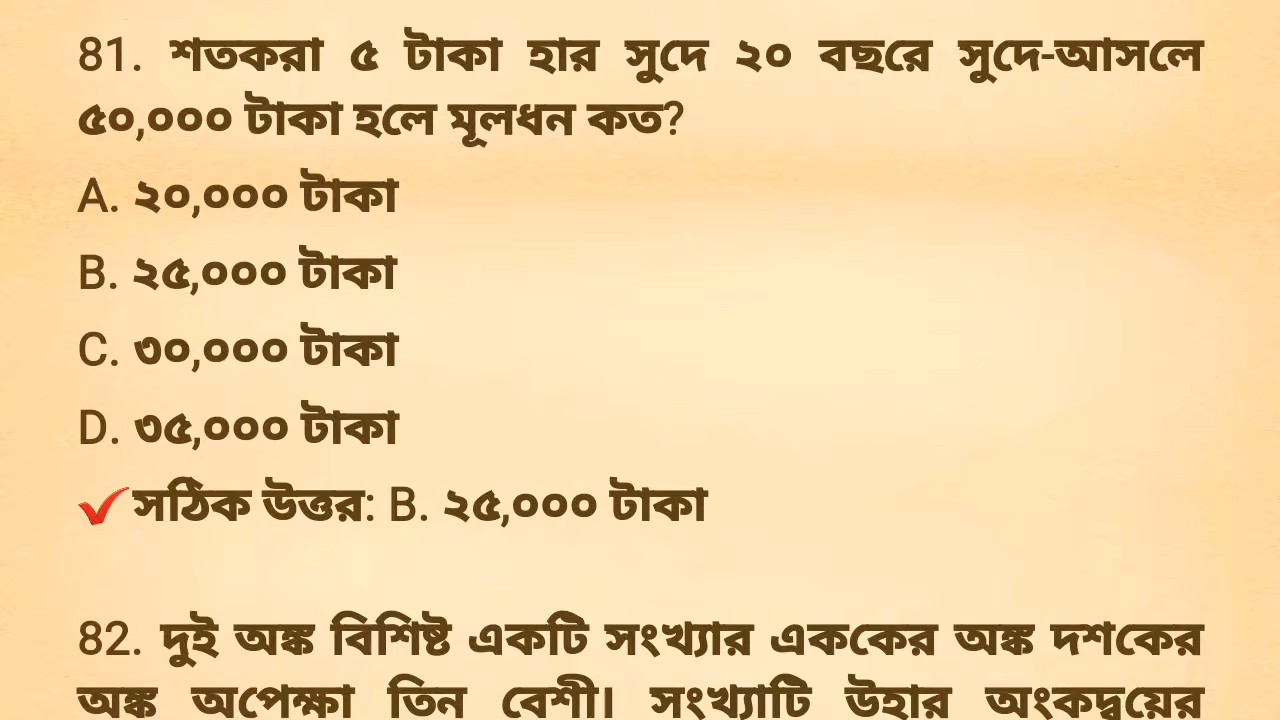 81. শতকরা ৫ টাকা হার সুদে ২০ বছরে সুদে-আসলে
৫০,০০০ টাকা হলে মূলধন কত?
A. ২০,০০০ টাকা
B. ২৫,০০০ টাকা
C. ৩০,০০০ টাকা
D. ৩৫,০০০ টাকা
সঠিক উত্তর: B. ২৫,০০০ টাকা
82. দুই অঙ্ক বিশিষ্ট একটি সংখ্যার এককের অঙ্ক দশকের
অঙ্ক অপেক্ষা তিন বেশী। সংখ্যাটি উহার অংকদ্বয়ের